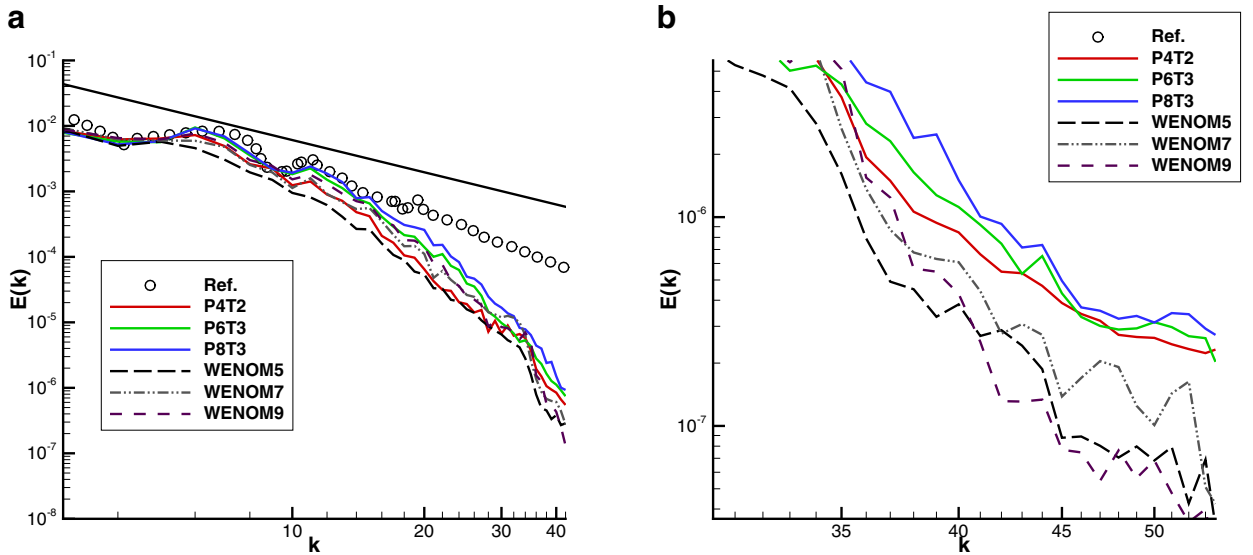 a
E(k)
10⁻¹
10⁻²
10⁻³
10⁻⁴
10⁻⁵
10⁻⁶
10⁻⁷
10⁻⁸
10
20
30
40
k
Ref.
P4T2
P6T3
P8T3
WENOM5
WENOM7
WENOM9
b
E(k)
10⁻⁶
10⁻⁷
35
40
45
50
k
Ref.
P4T2
P6T3
P8T3
WENOM5
WENOM7
WENOM9